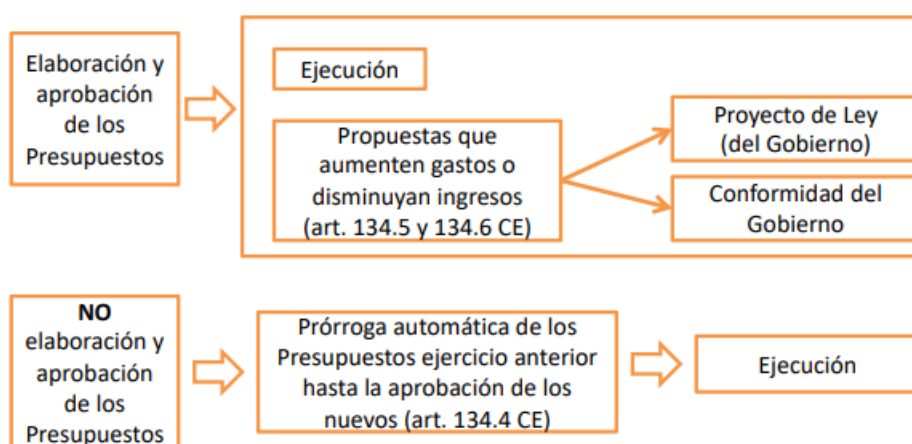 Elaboración y
aprobación
de los
Presupuestos
Ejecución
Propuestas que
aumenten gastos o
disminuyan ingresos
(art. 134.5 y 134.6 CE)
Proyecto de Ley
(del Gobierno)
Conformidad del
Gobierno
NO
elaboración y
aprobación
de los
Presupuestos
Prórroga automática de los
Presupuestos ejercicio anterior
hasta la aprobación de los
nuevos (art. 134.4 CE)
Ejecución